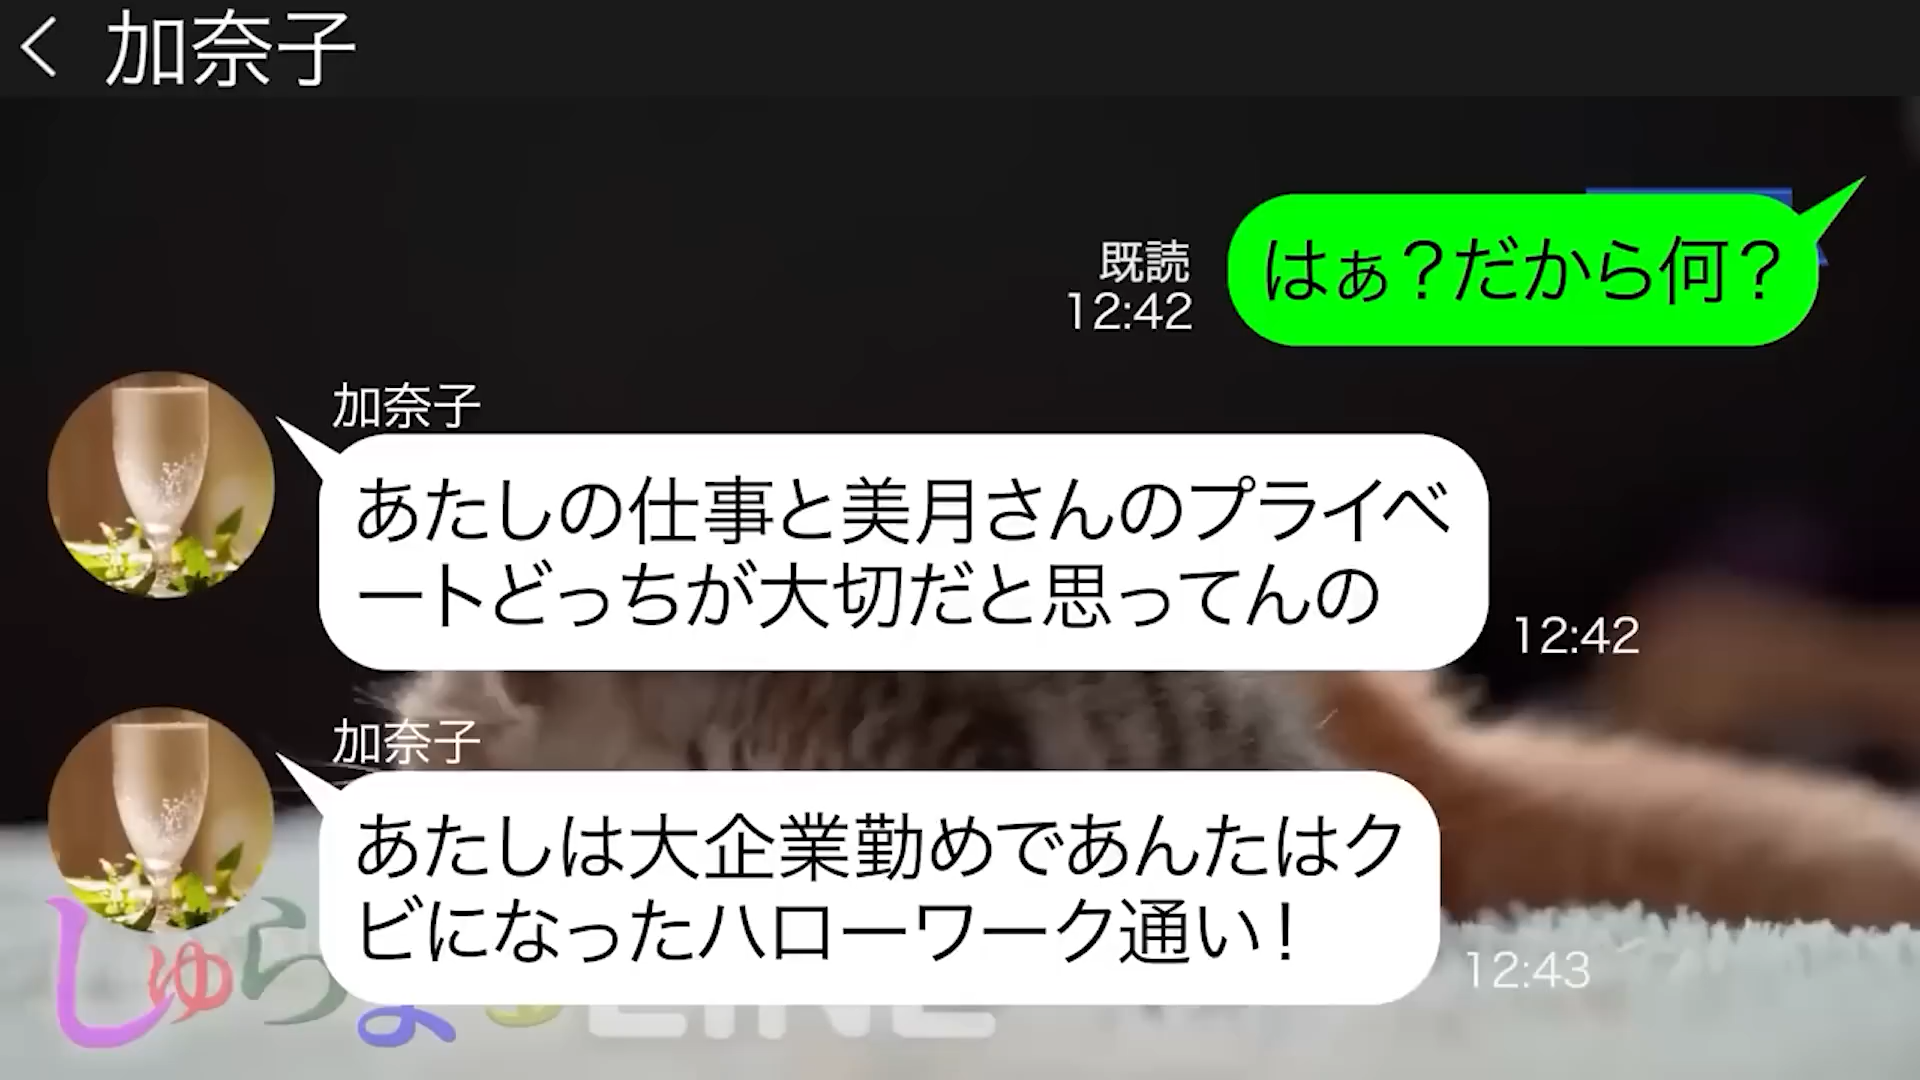 加奈子
はぁ？だから何？
既読
12:42
加奈子
あたしの仕事と美月さんのプライベ
ートどっちが大切だと思ってんの
12:42
加奈子
あたしは大企業勤めであんたはク
ビになったハローワーク通い！
12:43
しゅら
LINE